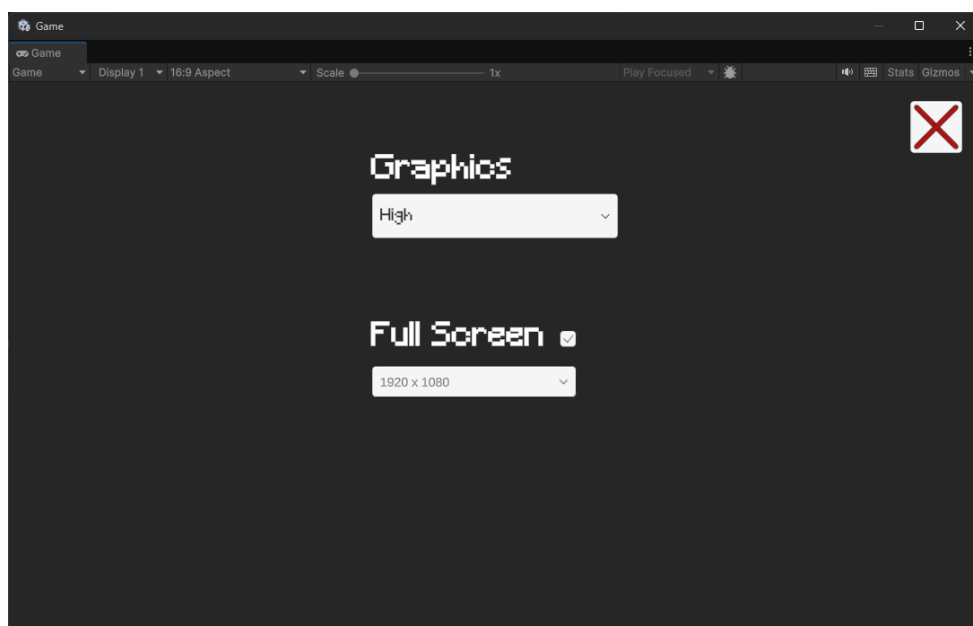 Game
Game
Game Display 1 16:9 Aspect Scale 1x Play Focused Stats Gizmos
Graphics
High
Full Screen
1920 x 1080